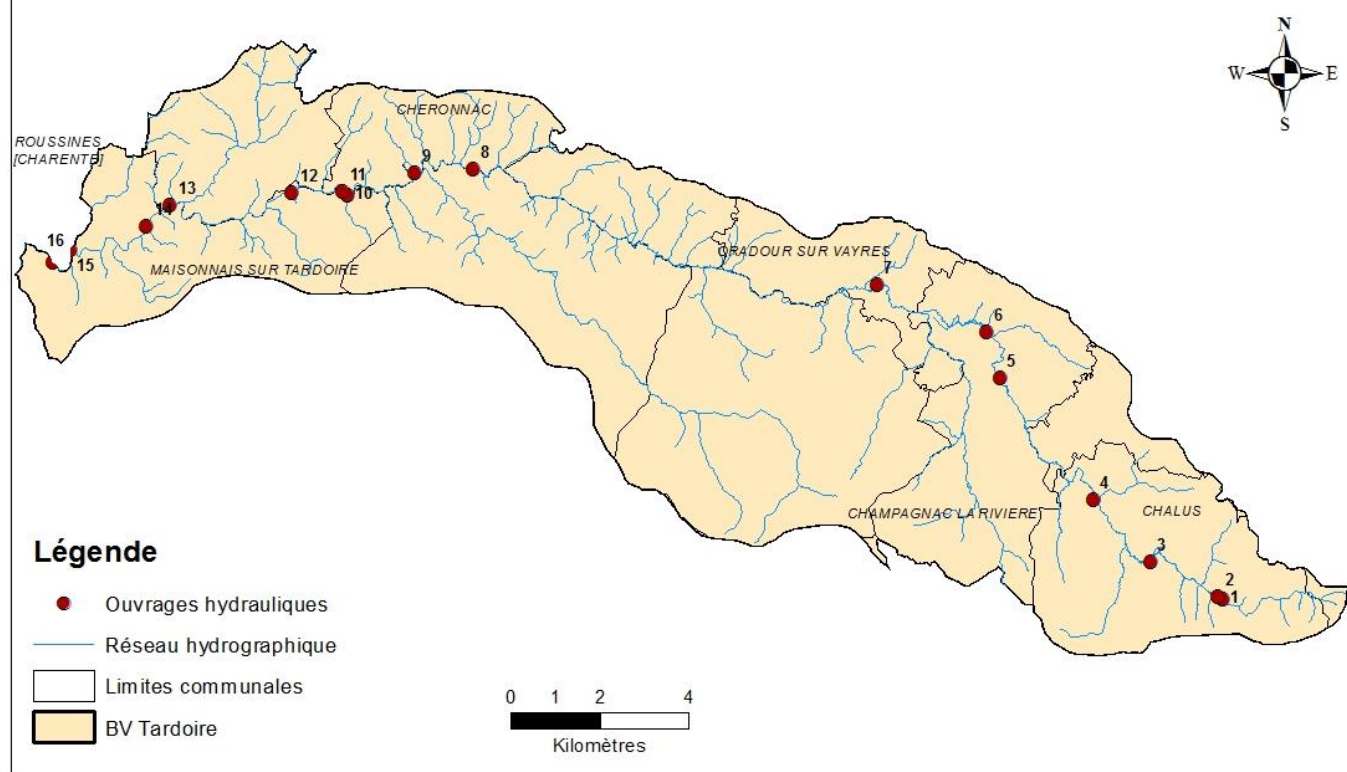 N
W E
S
CHERONNAC
ROUSSINES
[CHARENTE]
9 8
12 11
10
13
14
16
15
MAISONNAIS SUR TARDOIRE
ORADOUR SUR VAYRES
7
6
5
4
CHAMPAGNAC LA RIVIERE
CHALUS
3
2
1
Légende
Ouvrages hydrauliques
Réseau hydrographique
Limites communales
BV Tardoire
0 1 2 4
Kilomètres